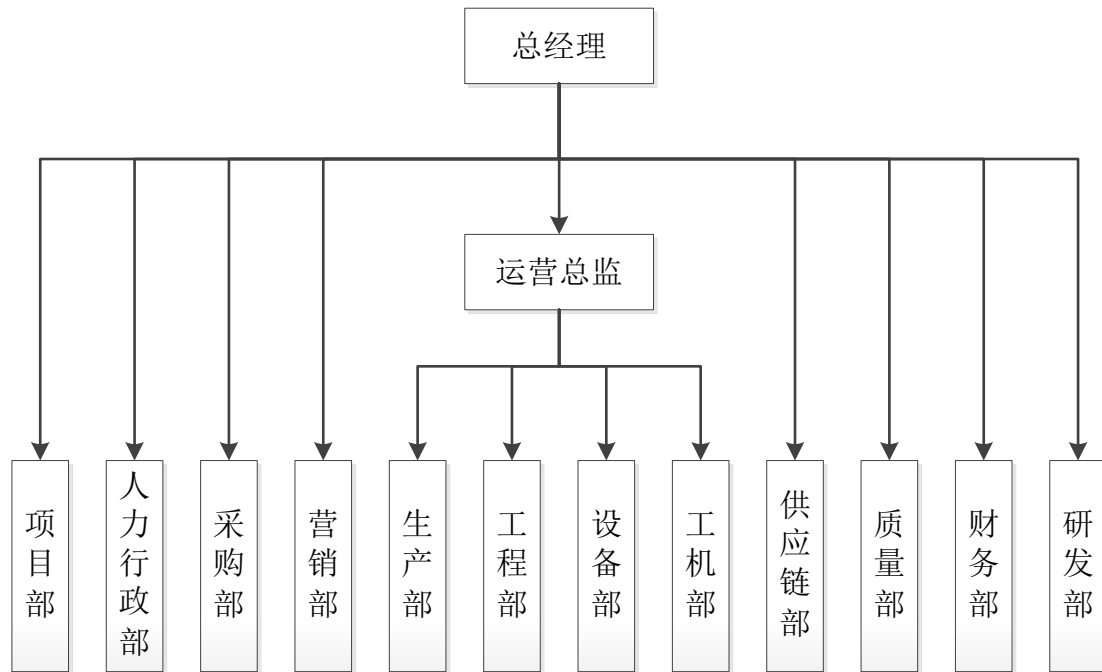 总经理
运营总监
项目部
人力行政部
采购部
营销部
生产部
工程部
设备部
工机部
供应链部
质量部
财务部
研发部